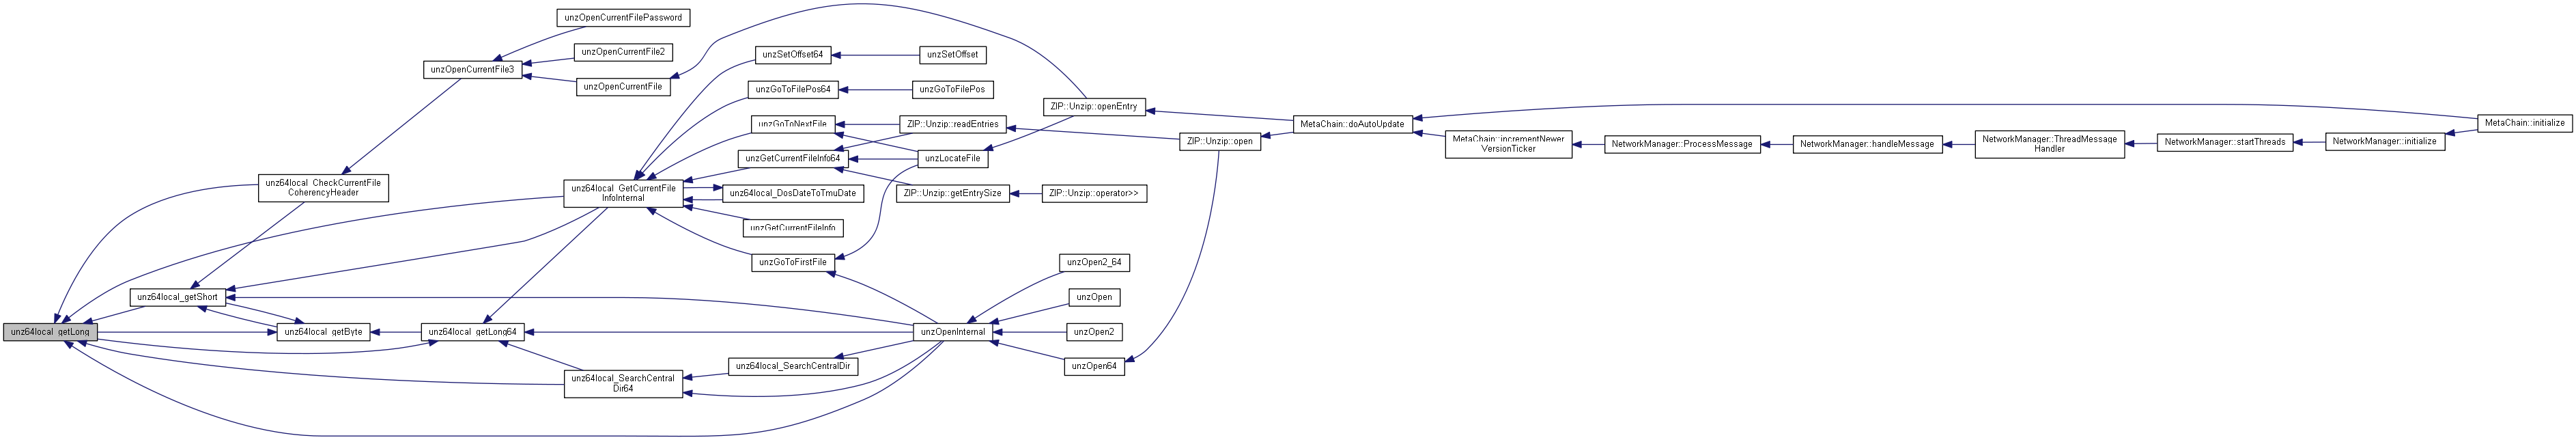 unzOpenCurrentFilePassword
unzOpenCurrentFile2
unzOpenCurrentFile3
unzOpenCurrentFile
unzSetOffset64
unzSetOffset
unzGoToFilePos64
unzGoToFilePos
ZIP::Unzip::openEntry
unzGoToNextFile
ZIP::Unzip::readEntries
MetaChain::doAutoUpdate
MetaChain::initialize
ZIP::Unzip::open
MetaChain::incrementNewer
VersionTicker
NetworkManager::ProcessMessage
NetworkManager::handleMessage
NetworkManager::ThreadMessage
Handler
NetworkManager::startThreads
NetworkManager::initialize
unzGetCurrentFileInfo64
unzLocateFile
unz64local_CheckCurrentFile
CoherencyHeader
unz64local_GetCurrentFile
InfoInternal
unz64local_DosDateToTmuDate
ZIP::Unzip::getEntrySize
ZIP::Unzip::operator>>
unzGetCurrentFileInfo
unzGoToFirstFile
unzOpen2_64
unz64local_getShort
unzOpen
unz64local_getLong
unz64local_getByte
unz64local_getLong64
unzOpenInternal
unzOpen2
unz64local_SearchCentralDir
unzOpen64
unz64local_SearchCentral
Dir64